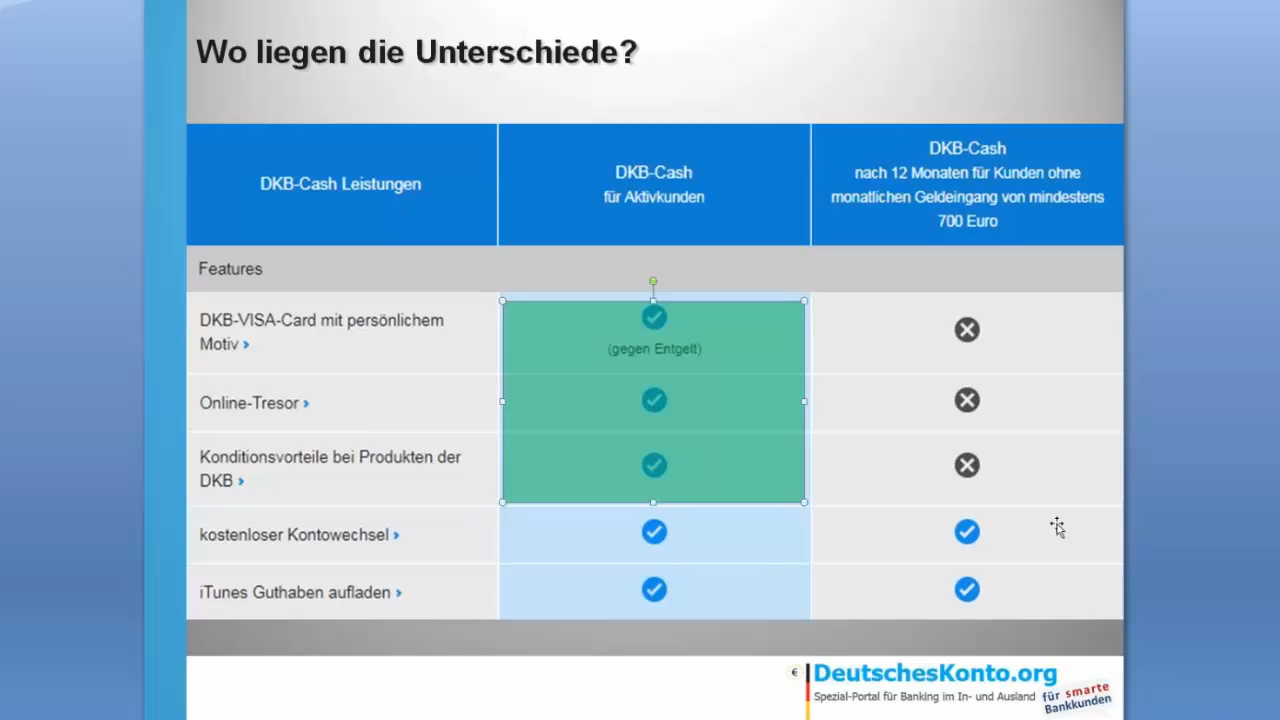 Wo liegen die Unterschiede?
DKB-Cash Leistungen
DKB-Cash
für Aktivkunden
DKB-Cash
nach 12 Monaten für Kunden ohne
monatlichen Geldeingang von mindestens
700 Euro
Features
DKB-VISA-Card mit persönlichem
Motiv
(gegen Entgelt)
Online-Tresor
Konditionsvorteile bei Produkten der
DKB
kostenloser Kontowechsel
iTunes Guthaben aufladen
€
DeutschesKonto.org
Spezial-Portal für Banking im In- und Ausland
für smarte
Bankkunden